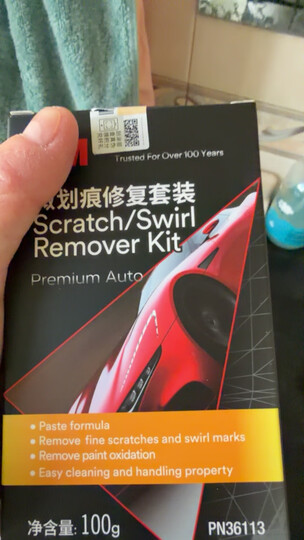 M
Trusted For Over 100 Years
划痕修复套装
Scratch/Swirl
Remover Kit
Premium Auto
• Paste formula
• Remove fine scratches and swirl marks
• Remove paint oxidation
• Easy cleaning and handling property
净含量: 100g
PN36113